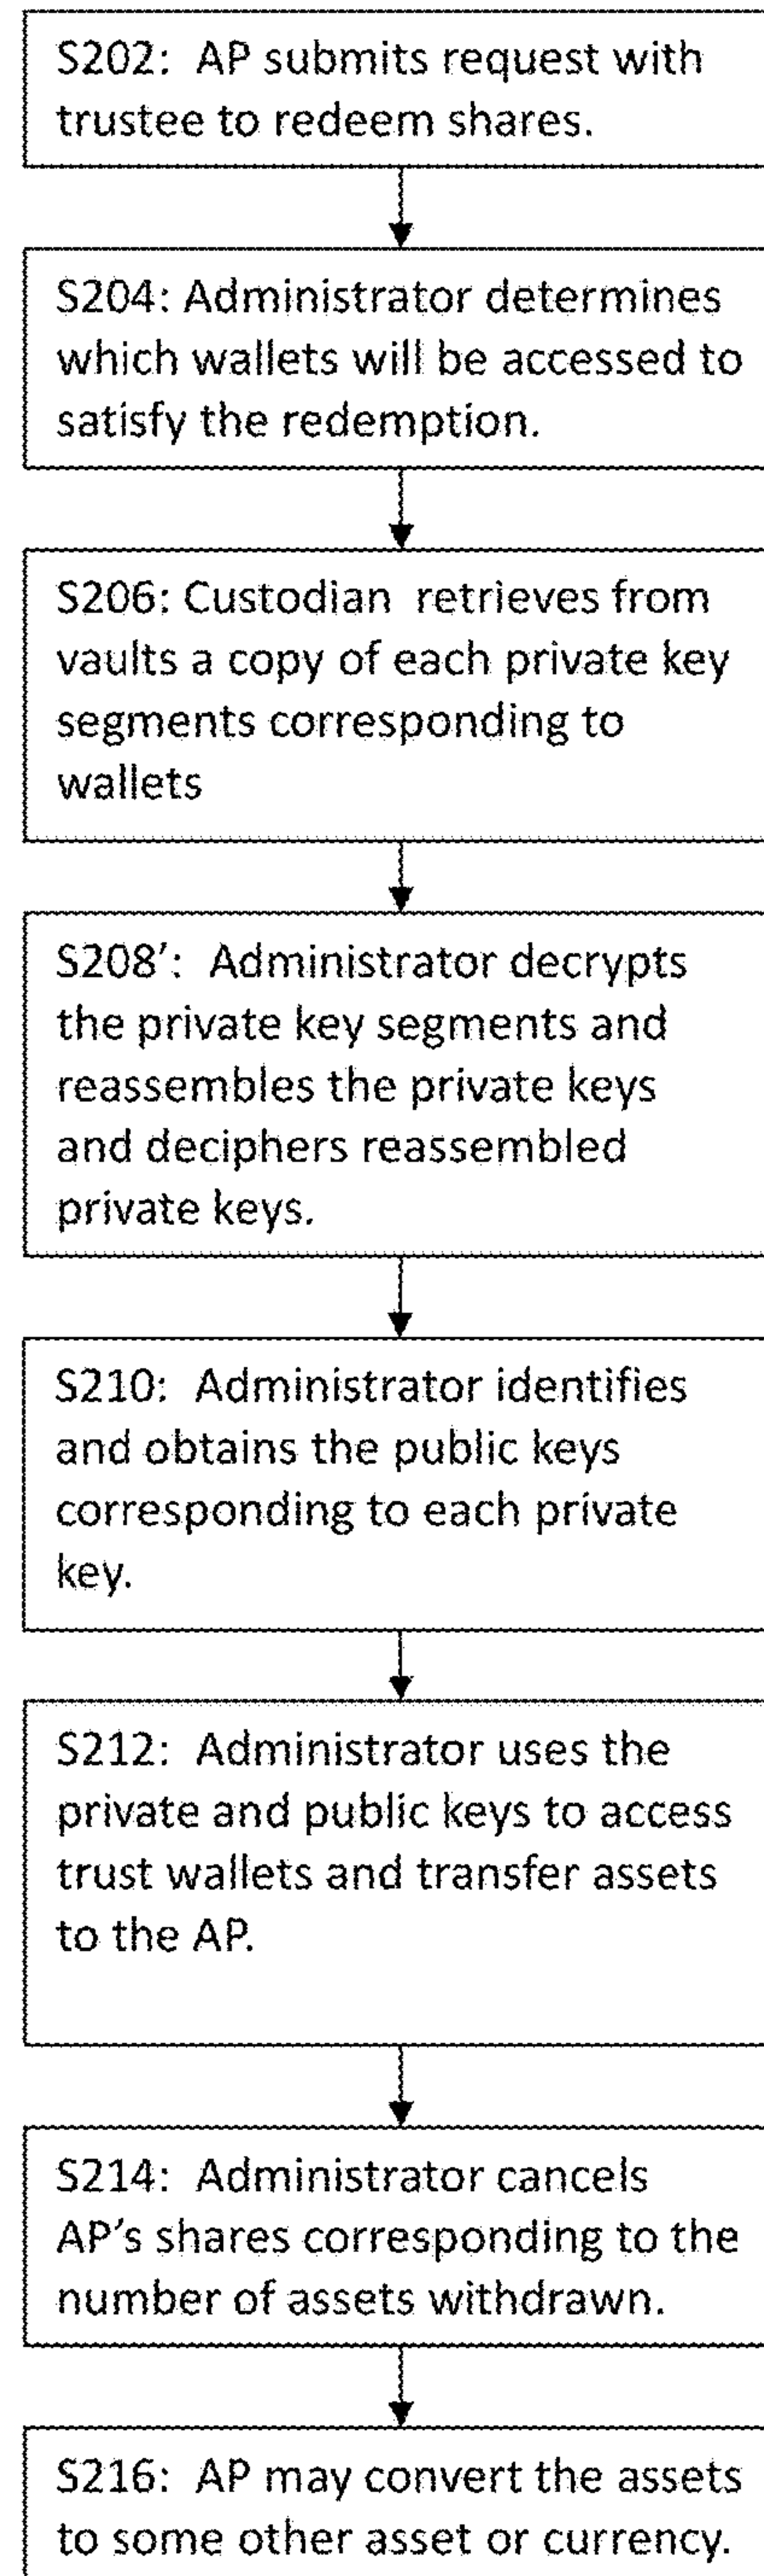 S202:  AP submits request with
trustee to redeem shares.
S204: Administrator determines
which wallets will be accessed to
satisfy the redemption.
S206: Custodian  retrieves from
vaults a copy of each private key
segments corresponding to
wallets
S208’:  Administrator decrypts
the private key segments and
reassembles the private keys
and deciphers reassembled
private keys.
S210:  Administrator identifies
and obtains the public keys
corresponding to each private
key.
S212:  Administrator uses the
private and public keys to access
trust wallets and transfer assets
to the AP.
S214:  Administrator cancels
AP’s shares corresponding to the
number of assets withdrawn.
S216:  AP may convert the assets
to some other asset or currency.